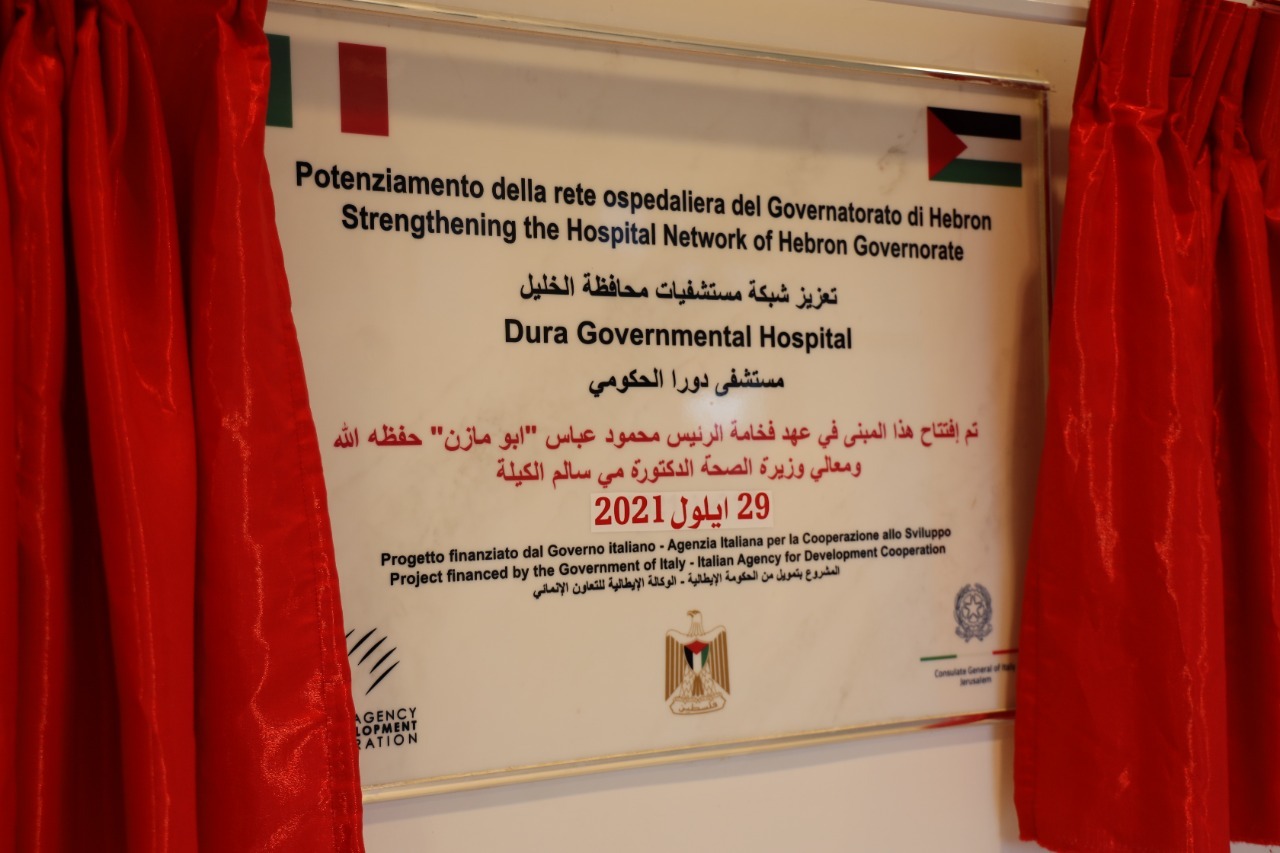 Potenziamento della rete ospedaliera del Governatorato di Hebron
Strengthening the Hospital Network of Hebron Governorate
تعزيز شبكة مستشفيات محافظة الخليل
Dura Governmental Hospital
مستشفى دورا الحكومي
تم إفتتاح هذا المبنى في عهد فخامة الرئيس محمود عباس "ابو مازن" حفظه الله
ومعالي وزيرة الصحة الدكتورة مي سالم الكيلة
29 ايلول 2021
Progetto finanziato dal Governo italiano - Agenzia Italiana per la Cooperazione allo Sviluppo
Project financed by the Government of Italy - Italian Agency for Development Cooperation
المشروع بتمويل من الحكومة الإيطالية - الوكالة الإيطالية للتعاون الإنمائي
فلسطين
AGENCY
LOPMENT
RATION
Consulate General of Italy
Jerusalem